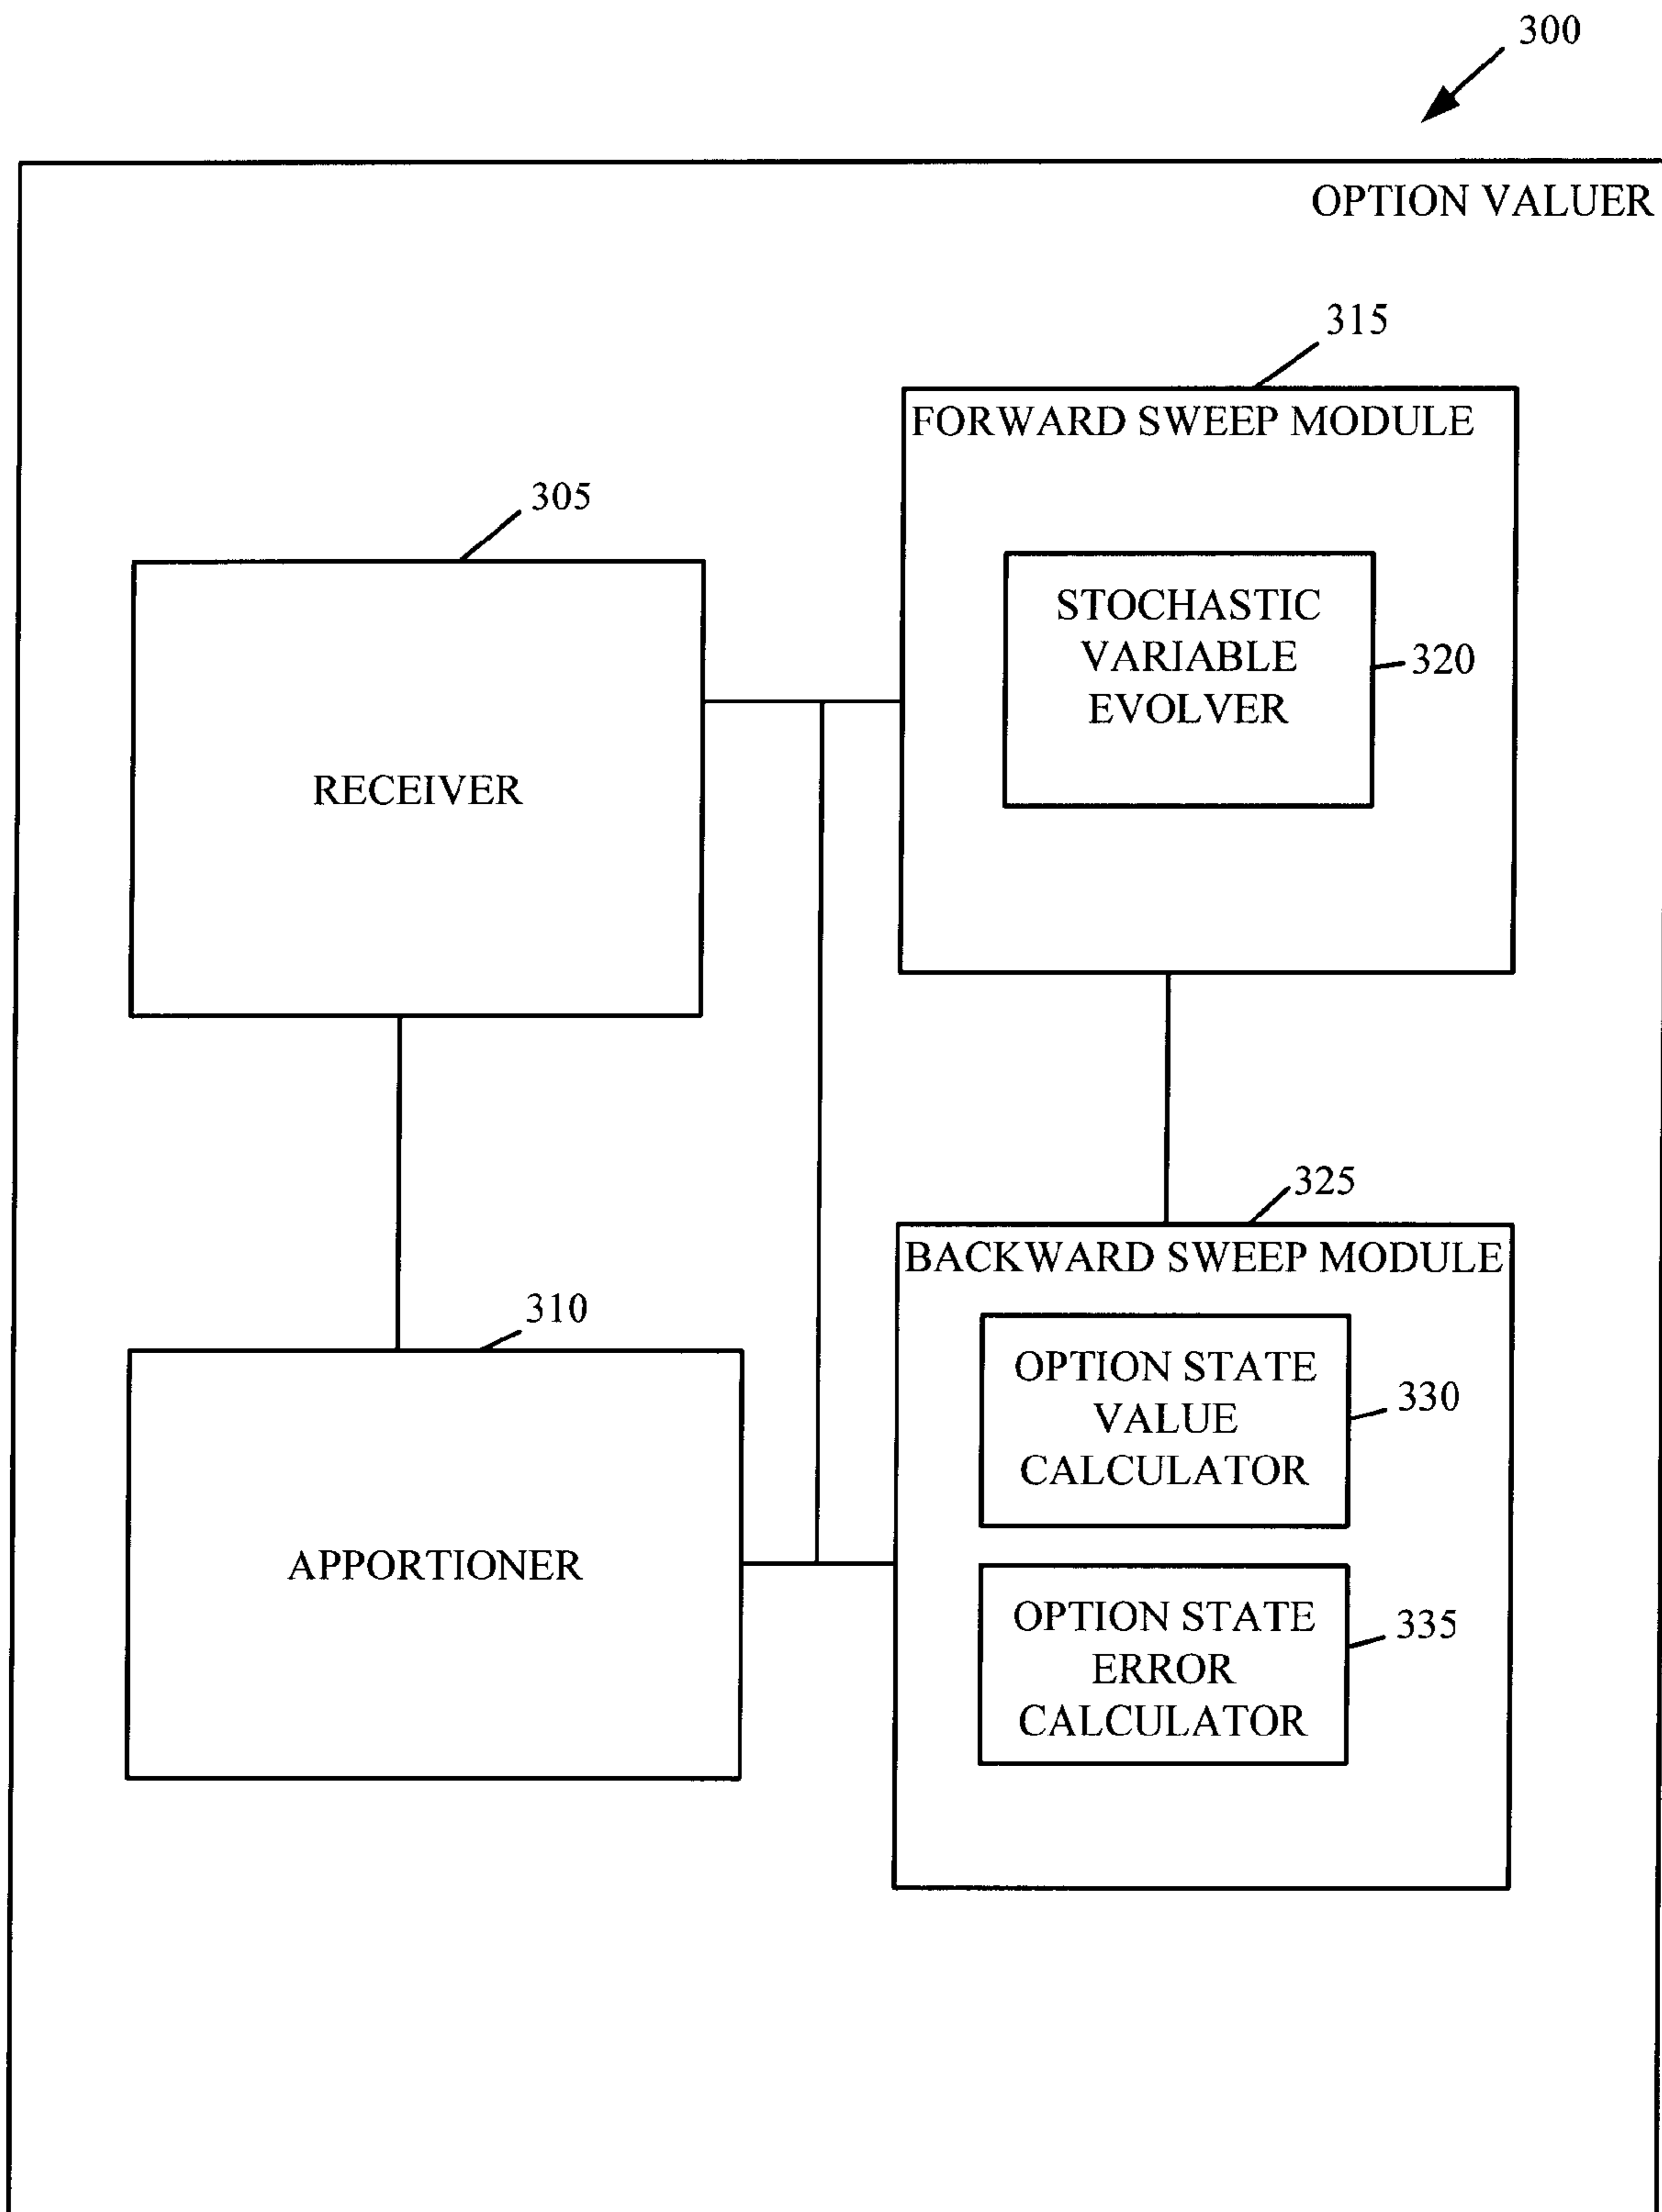 300
OPTION VALUER
315
FORWARD SWEEP MODULE
305
STOCHASTIC
VARIABLE
EVOLVER
320
RECEIVER
325
BACKWARD SWEEP MODULE
310
OPTION STATE
VALUE
CALCULATOR
330
APPORTIONER
OPTION STATE
ERROR
CALCULATOR
335